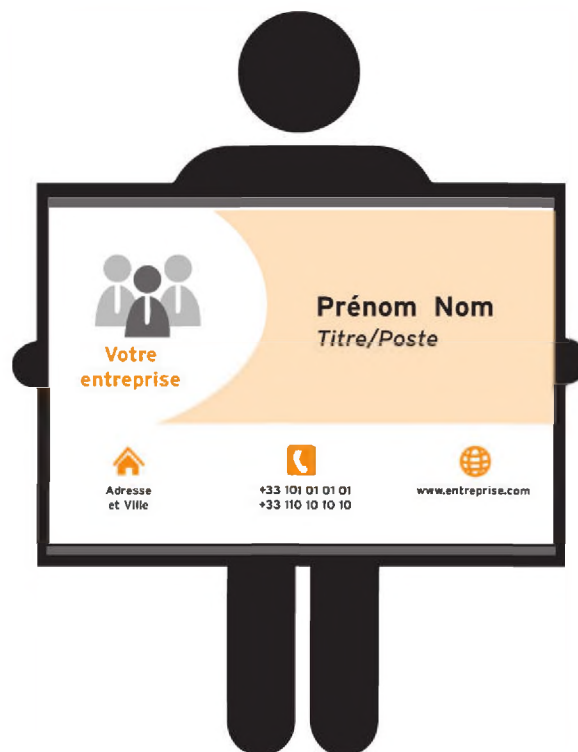 Votre
entreprise
Prénom Nom
Titre/Poste
Adresse
et Ville
+33 101 01 01 01
+33 110 10 10 10
www.entreprise.com